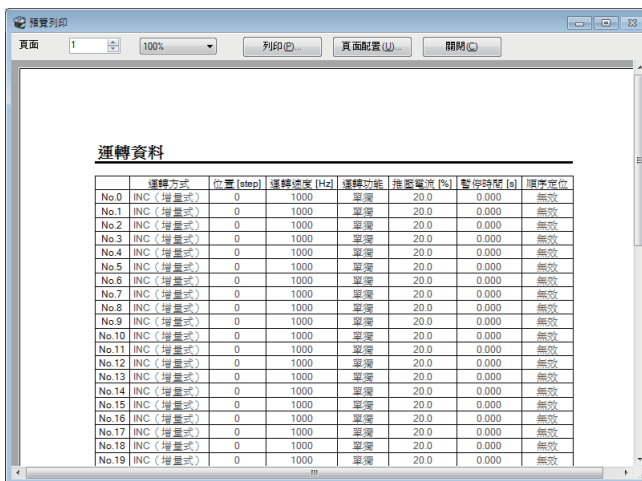 預覽列印
頁面 1 100% 列印(P)... 頁面配置(U)... 關閉(C)
運轉資料
運轉方式 位置 [step] 運轉速度 [Hz] 運轉功能 推壓電流 [%] 暫停時間 [s] 順序定位
No.0 INC（增量式） 0 1000 單獨 20.0 0.000 無效
No.1 INC（增量式） 0 1000 單獨 20.0 0.000 無效
No.2 INC（增量式） 0 1000 單獨 20.0 0.000 無效
No.3 INC（增量式） 0 1000 單獨 20.0 0.000 無效
No.4 INC（增量式） 0 1000 單獨 20.0 0.000 無效
No.5 INC（增量式） 0 1000 單獨 20.0 0.000 無效
No.6 INC（增量式） 0 1000 單獨 20.0 0.000 無效
No.7 INC（增量式） 0 1000 單獨 20.0 0.000 無效
No.8 INC（增量式） 0 1000 單獨 20.0 0.000 無效
No.9 INC（增量式） 0 1000 單獨 20.0 0.000 無效
No.10 INC（增量式） 0 1000 單獨 20.0 0.000 無效
No.11 INC（增量式） 0 1000 單獨 20.0 0.000 無效
No.12 INC（增量式） 0 1000 單獨 20.0 0.000 無效
No.13 INC（增量式） 0 1000 單獨 20.0 0.000 無效
No.14 INC（增量式） 0 1000 單獨 20.0 0.000 無效
No.15 INC（增量式） 0 1000 單獨 20.0 0.000 無效
No.16 INC（增量式） 0 1000 單獨 20.0 0.000 無效
No.17 INC（增量式） 0 1000 單獨 20.0 0.000 無效
No.18 INC（增量式） 0 1000 單獨 20.0 0.000 無效
No.19 INC（增量式） 0 1000 單獨 20.0 0.000 無效